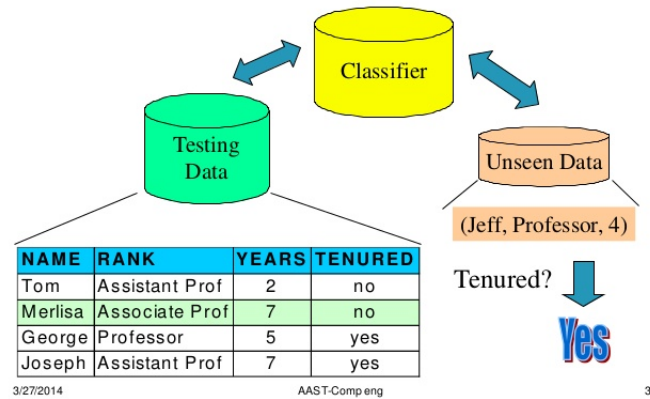 Classifier
Testing
Data
Unseen Data
(Jeff, Professor, 4)
NAME RANK YEARS TENURED
Tom Assistant Prof 2 no
Merlisa Associate Prof 7 no
George Professor 5 yes
Joseph Assistant Prof 7 yes
Tenured?
Yes
3/27/2014 AAST-Comp eng 3